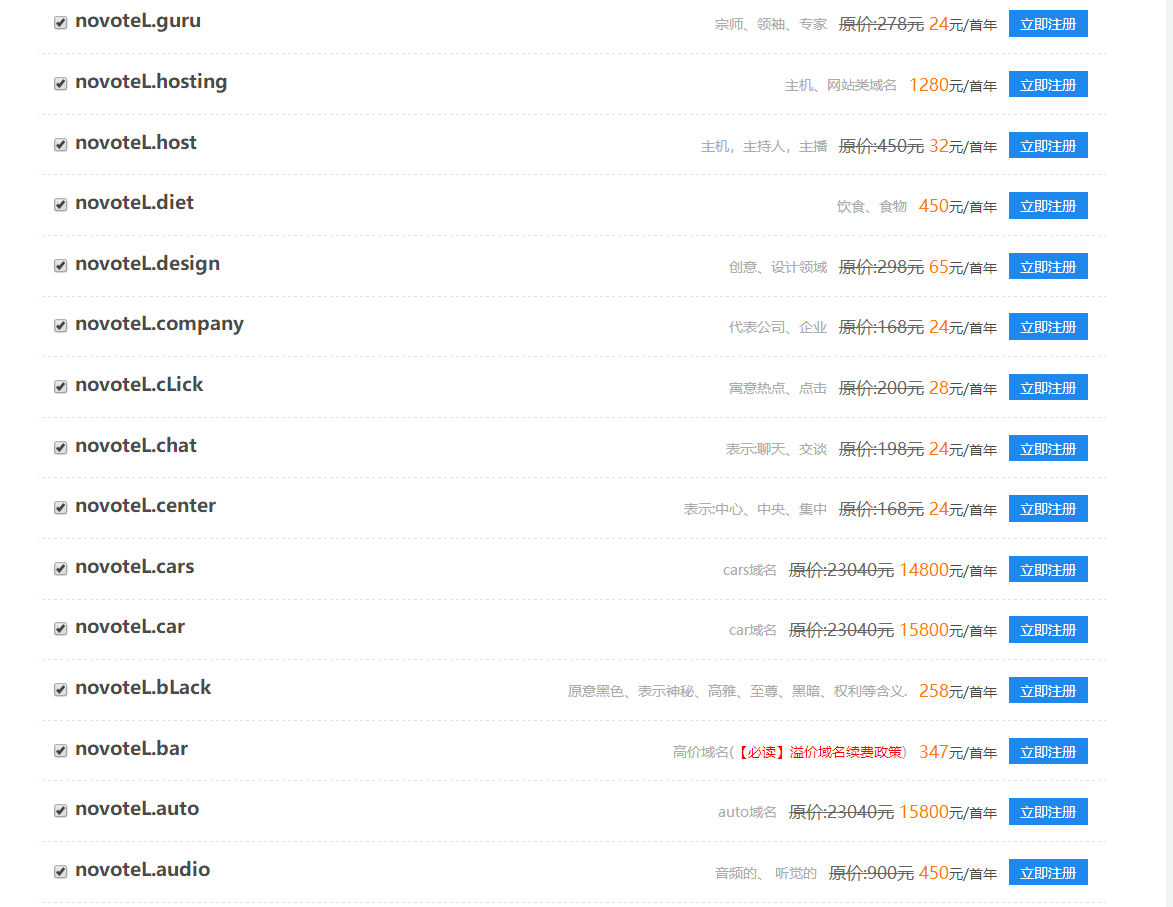 novoteL.guru 宗师、领袖、专家 原价:278元 24元/首年 立即注册
novoteL.hosting 主机、网站类域名 1280元/首年 立即注册
novoteL.host 主机，主持人，主播 原价:450元 32元/首年 立即注册
novoteL.diet 饮食、食物 450元/首年 立即注册
novoteL.design 创意、设计领域 原价:298元 65元/首年 立即注册
novoteL.company 代表公司、企业 原价:168元 24元/首年 立即注册
novoteL.cLick 寓意热点、点击 原价:200元 28元/首年 立即注册
novoteL.chat 表示:聊天、交谈 原价:198元 24元/首年 立即注册
novoteL.center 表示:中心、中央、集中 原价:168元 24元/首年 立即注册
novoteL.cars cars域名 原价:23040元 14800元/首年 立即注册
novoteL.car car域名 原价:23040元 15800元/首年 立即注册
novoteL.bLack 原意黑色、表示神秘、高雅、至尊、黑暗、权利等含义. 258元/首年 立即注册
novoteL.bar 高价域名(【必读】溢价域名续费政策) 347元/首年 立即注册
novoteL.auto auto域名 原价:23040元 15800元/首年 立即注册
novoteL.audio 音频的、 听觉的 原价:900元 450元/首年 立即注册